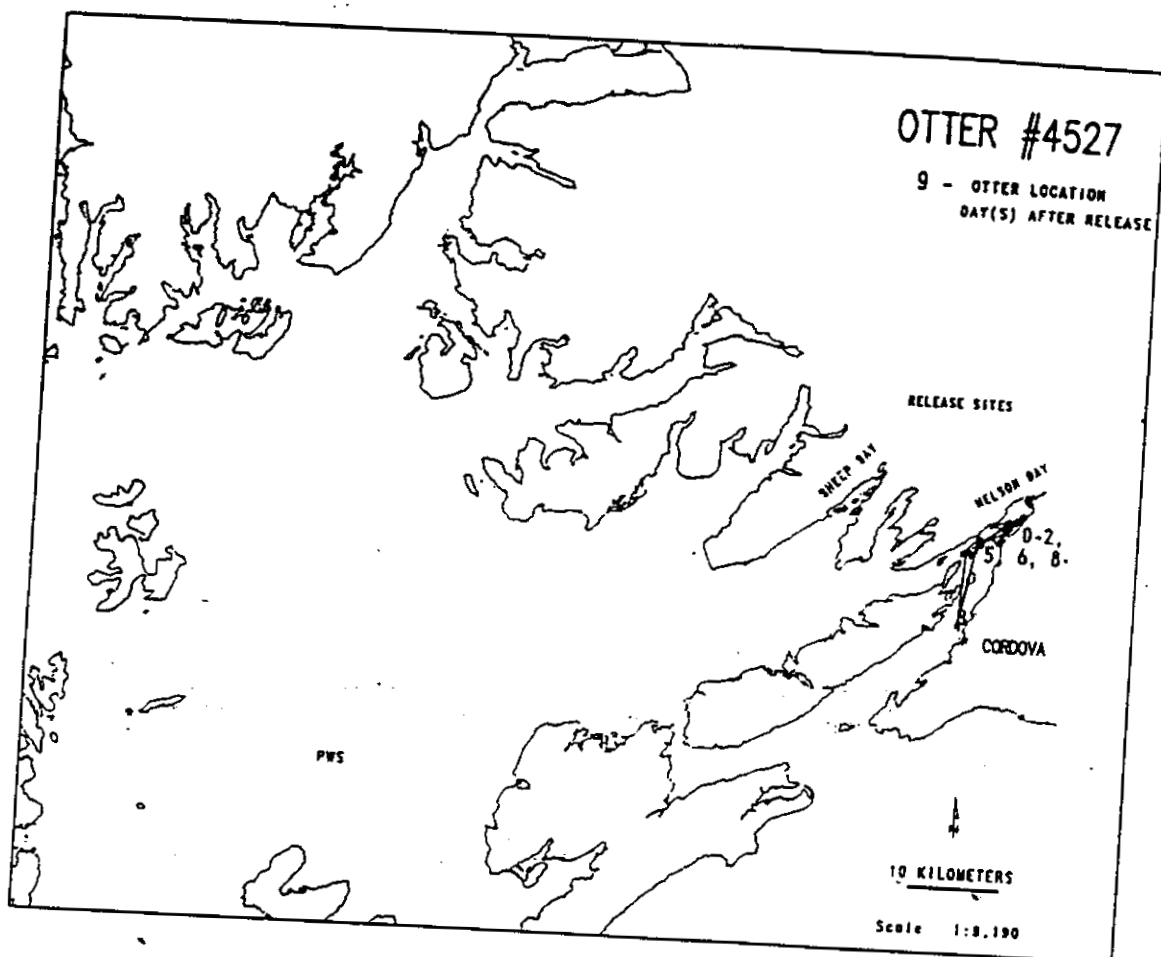 OTTER #4527
9 - OTTER LOCATION
DAY(S) AFTER RELEASE
RELEASE SITES
SHEEP BAY
NELSON BAY
0-2,
5 6, 8-
CORDOVA
PWS
10 KILOMETERS